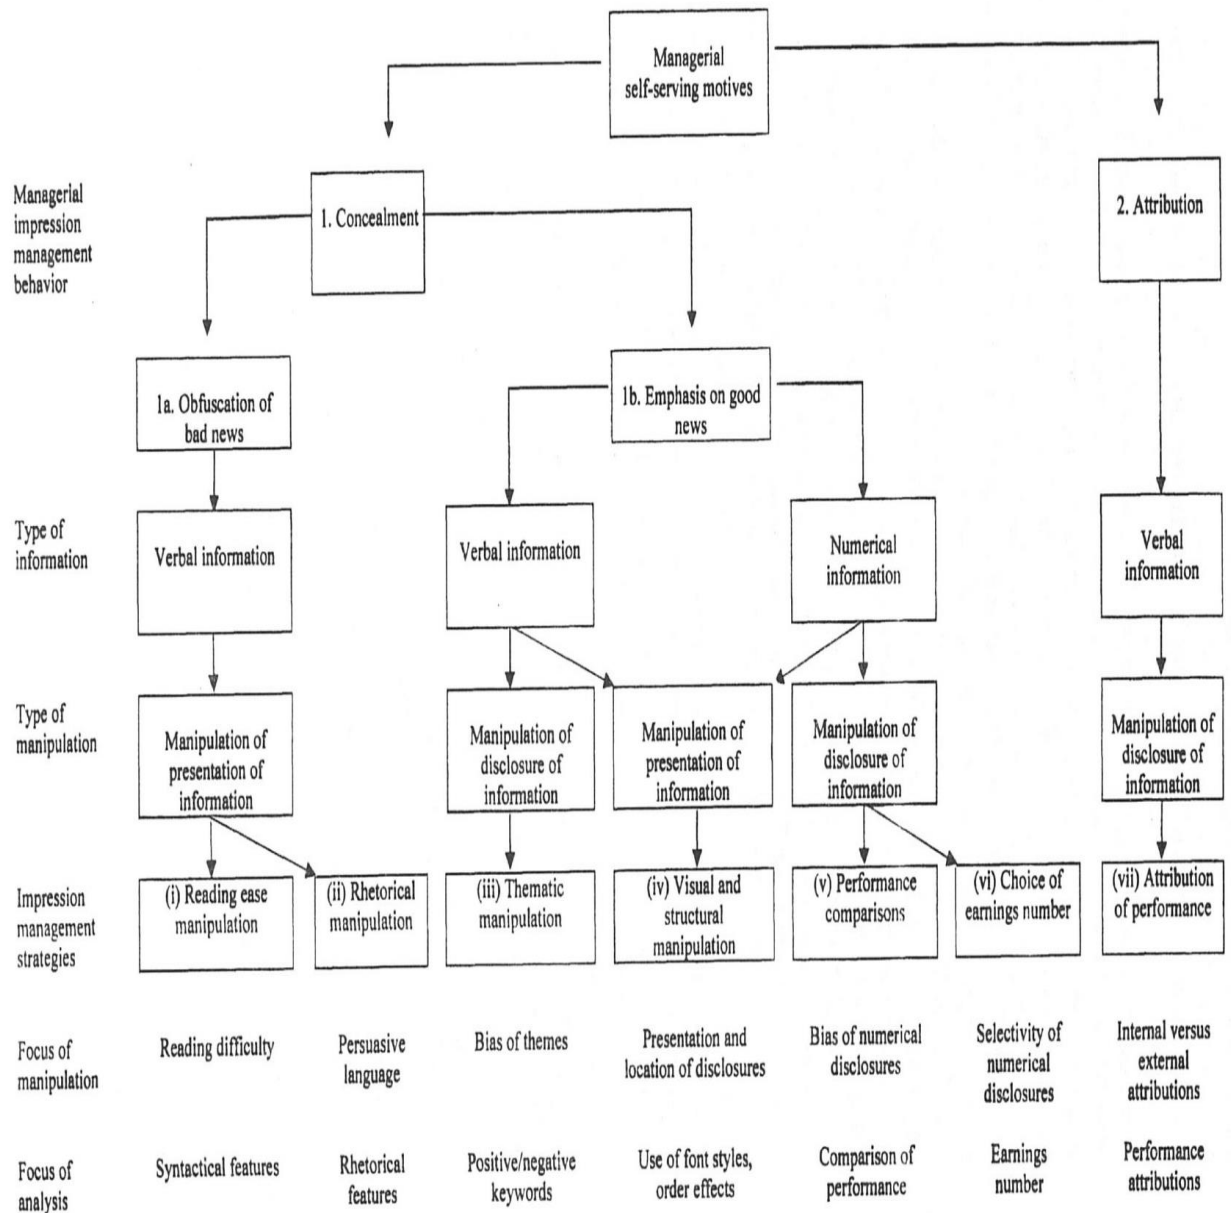 Managerial
self-serving motives
Managerial
impression
management
behavior
1. Concealment
2. Attribution
1a. Obfuscation of
bad news
1b. Emphasis on good
news
Type of
information
Verbal information
Verbal information
Numerical
information
Verbal
information
Type of
manipulation
Manipulation of
presentation of
information
Manipulation of
disclosure of
information
Manipulation of
presentation of
information
Manipulation of
disclosure of
information
Manipulation of
disclosure of
information
Impression
management
strategies
(i) Reading ease
manipulation
(ii) Rhetorical
manipulation
(iii) Thematic
manipulation
(iv) Visual and
structural
manipulation
(v) Performance
comparisons
(vi) Choice of
earnings number
(vii) Attribution
of performance
Focus of
manipulation
Reading difficulty
Persuasive
language
Bias of themes
Presentation and
location of disclosures
Bias of numerical
disclosures
Selectivity of
numerical
disclosures
Internal versus
external
attributions
Focus of
analysis
Syntactical features
Rhetorical
features
Positive/negative
keywords
Use of font styles,
order effects
Comparison of
performance
Earnings
number
Performance
attributions